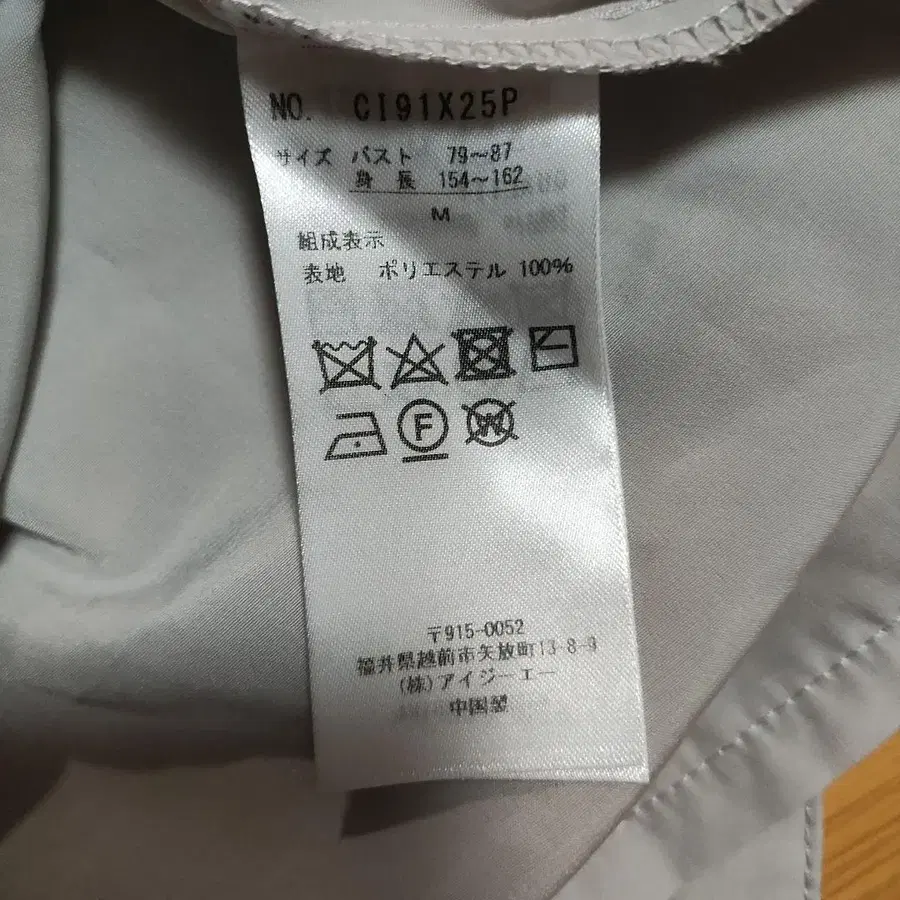 NO. CI91X25P
サイズ バスト 79～87
身長 154～162
M
組成表示
表地 ポリエステル 100%
F
W
〒915-0052
福井県越前市矢放町13-8-9
(株)アイジーエー
中国製